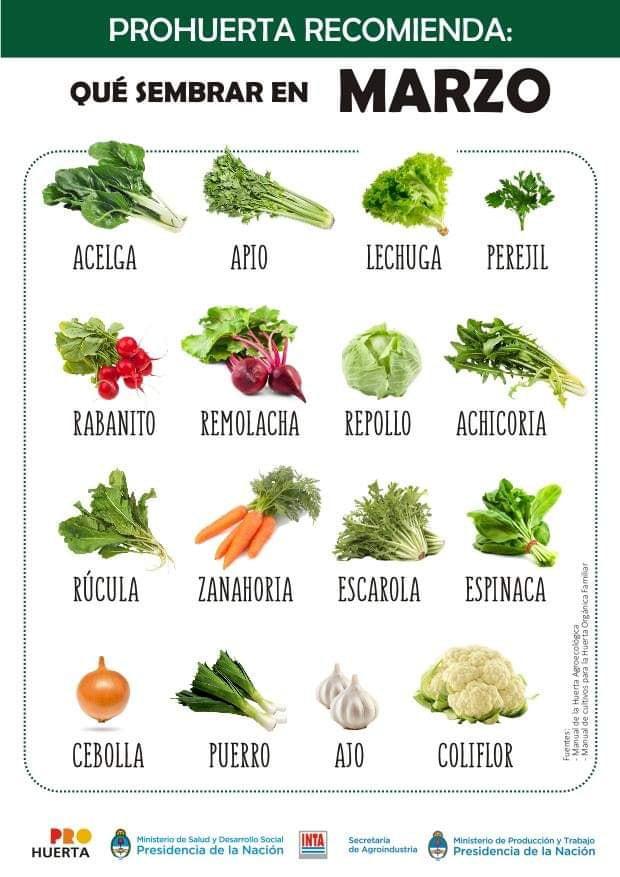 PROHUERTA RECOMIENDA:
QUÉ SEMBRAR EN MARZO
ACELGA APIO LECHUGA PEREJIL
RABANITO REMOLACHA REPOLLO ACHICORIA
RÚCULA ZANAHORIA ESCAROLA ESPINACA
CEBOLLA PUERRO AJO COLIFLOR
Fuentes:
- Manual de la Huerta Agroecológica
- Manual de cultivos para la Huerta Orgánica Familiar
PRO
HUERTA
Ministerio de Salud y Desarrollo Social
Presidencia de la Nación
INTA
Secretaría
de Agroindustria
Ministerio de Producción y Trabajo
Presidencia de la Nación